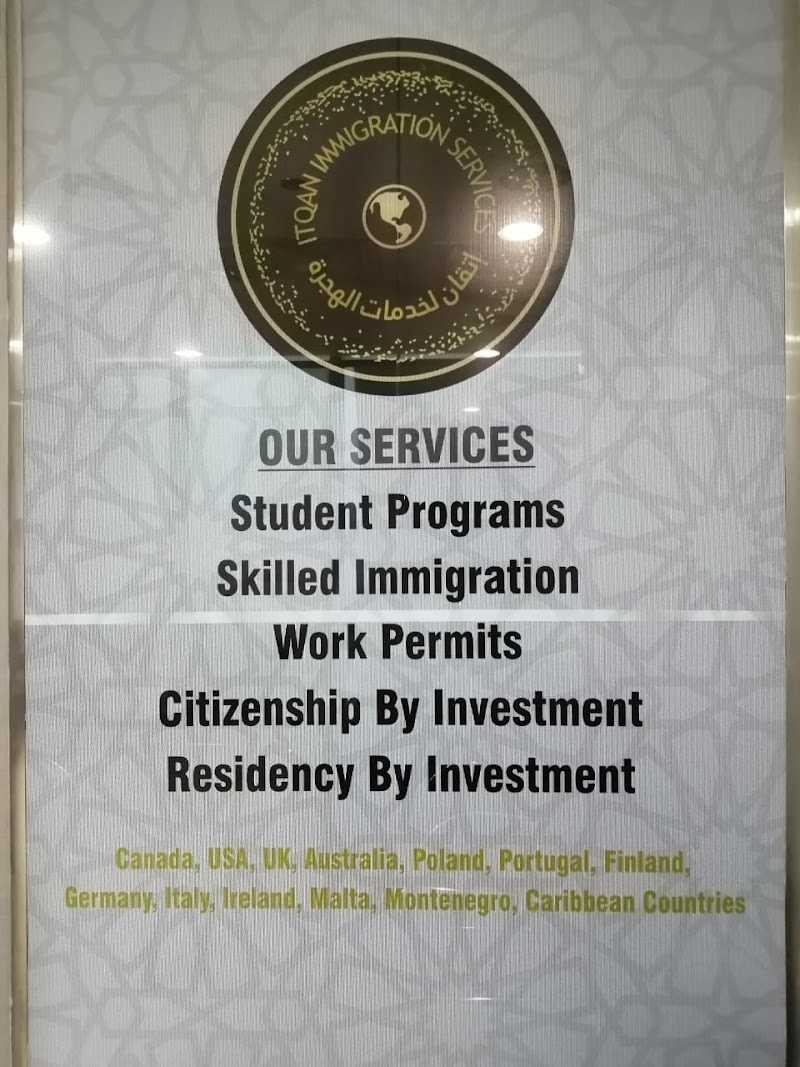 ITQAN IMMIGRATION SERVICES
إتقان لخدمات الهجرة
OUR SERVICES
Student Programs
Skilled Immigration
Work Permits
Citizenship By Investment
Residency By Investment
Canada, USA, UK, Australia, Poland, Portugal, Finland,
Germany, Italy, Ireland, Malta, Montenegro, Caribbean Countries